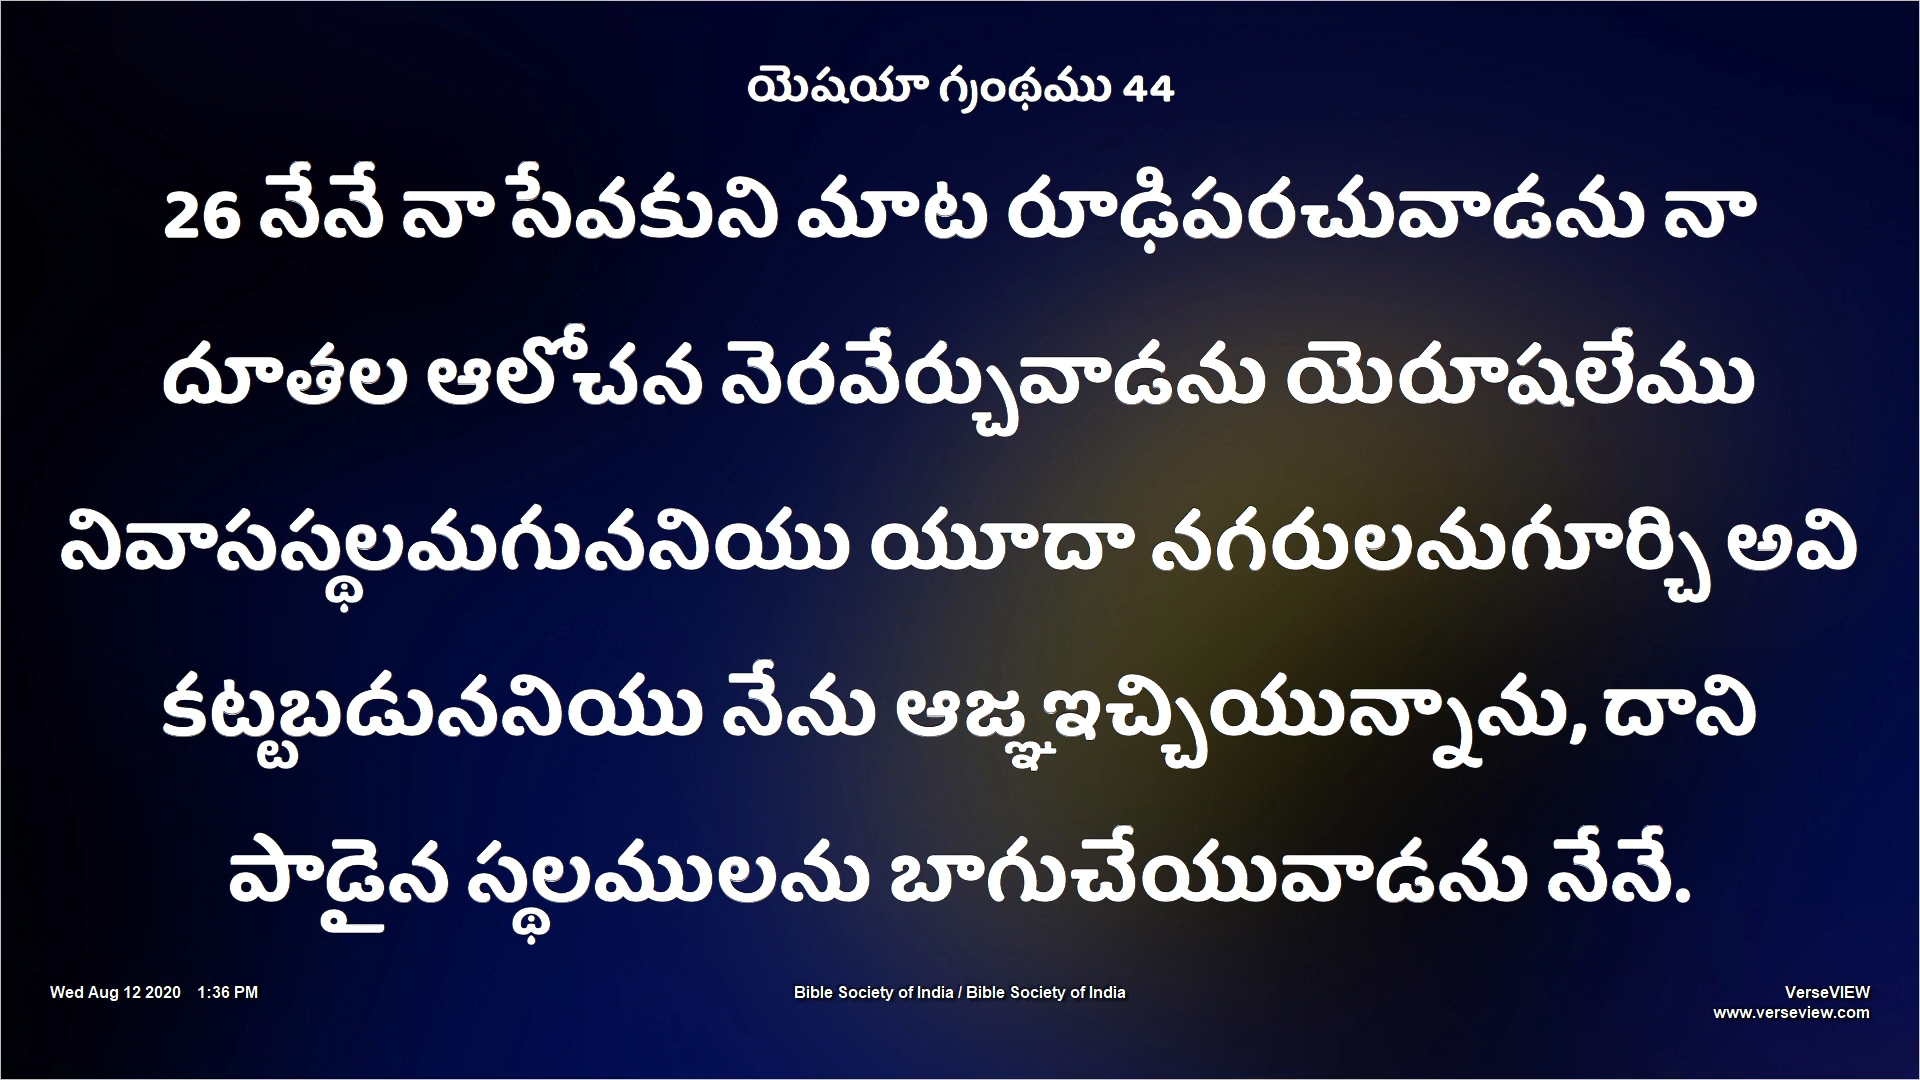 యెషయా గ్రంథము 44
26 నేనే నా సేవకుని మాట రూఢిపరచువాడను నా
దూతల ఆలోచన నెరవేర్చువాడను యెరూషలేము
నివాసస్థలమగుననియు యూదా నగరులనుగూర్చి అవి
కట్టబడుననియు నేను ఆజ్ఞఇచ్చియున్నాను, దాని
పాడైన స్థలములను బాగుచేయువాడను నేనే.
Wed Aug 12 2020 1:36 PM
Bible Society of India / Bible Society of India
VerseVIEW
www.verseview.com